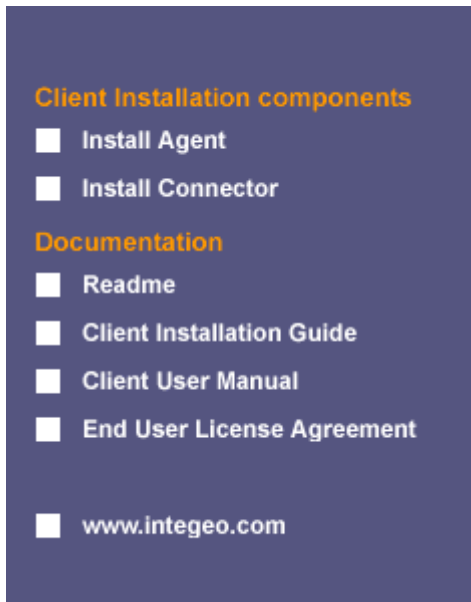 Client Installation components
Install Agent
Install Connector
Documentation
Readme
Client Installation Guide
Client User Manual
End User License Agreement
www.integeo.com